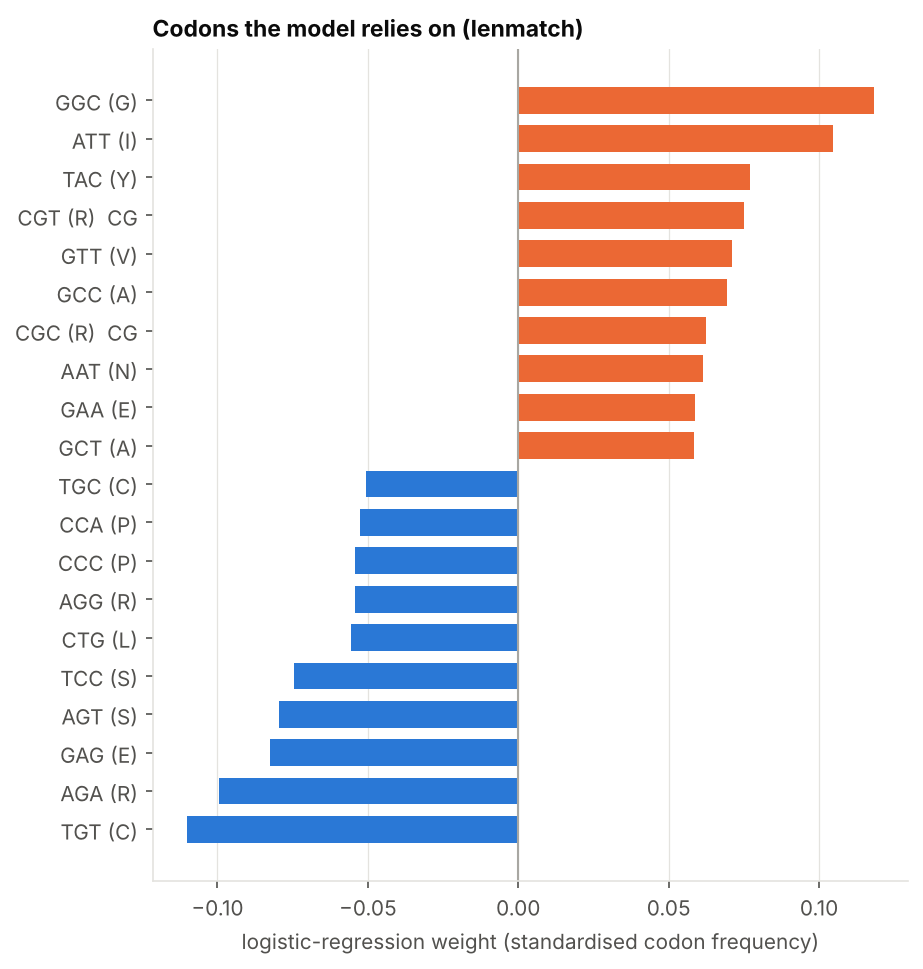 Codons the model relies on (lenmatch)
GGC (G)
ATT (I)
TAC (Y)
CGT (R)  CG
GTT (V)
GCC (A)
CGC (R)  CG
AAT (N)
GAA (E)
GCT (A)
TGC (C)
CCA (P)
CCC (P)
AGG (R)
CTG (L)
TCC (S)
AGT (S)
GAG (E)
AGA (R)
TGT (C)
−0.10 −0.05 0.00 0.05 0.10
logistic-regression weight (standardised codon frequency)